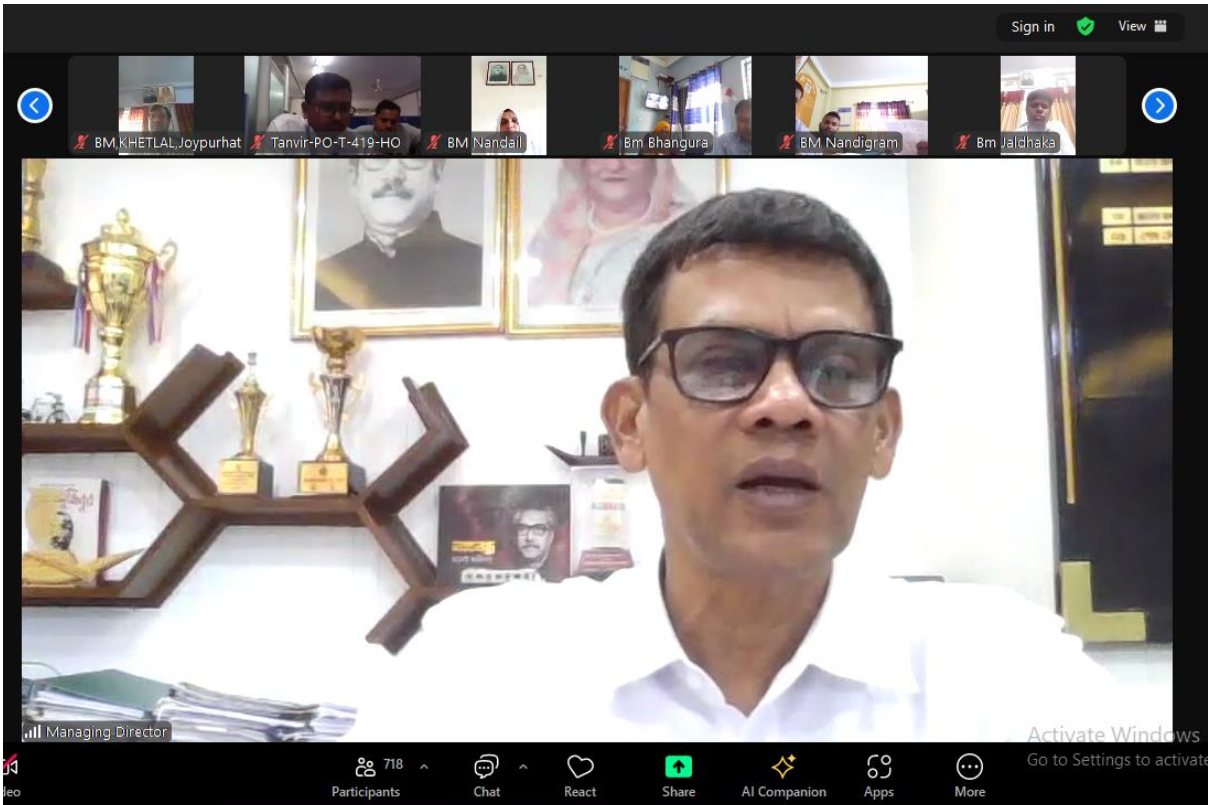 Sign in
View
BM,KHETLAL,Joypurhat
Tanvir-PO-T-419-HO
BM Nandail
Bm Bhangura
BM Nandigram
Bm Jaldhaka
Managing Director
Activate Windows
Go to Settings to activate
718
Participants
Chat
React
Share
AI Companion
Apps
More